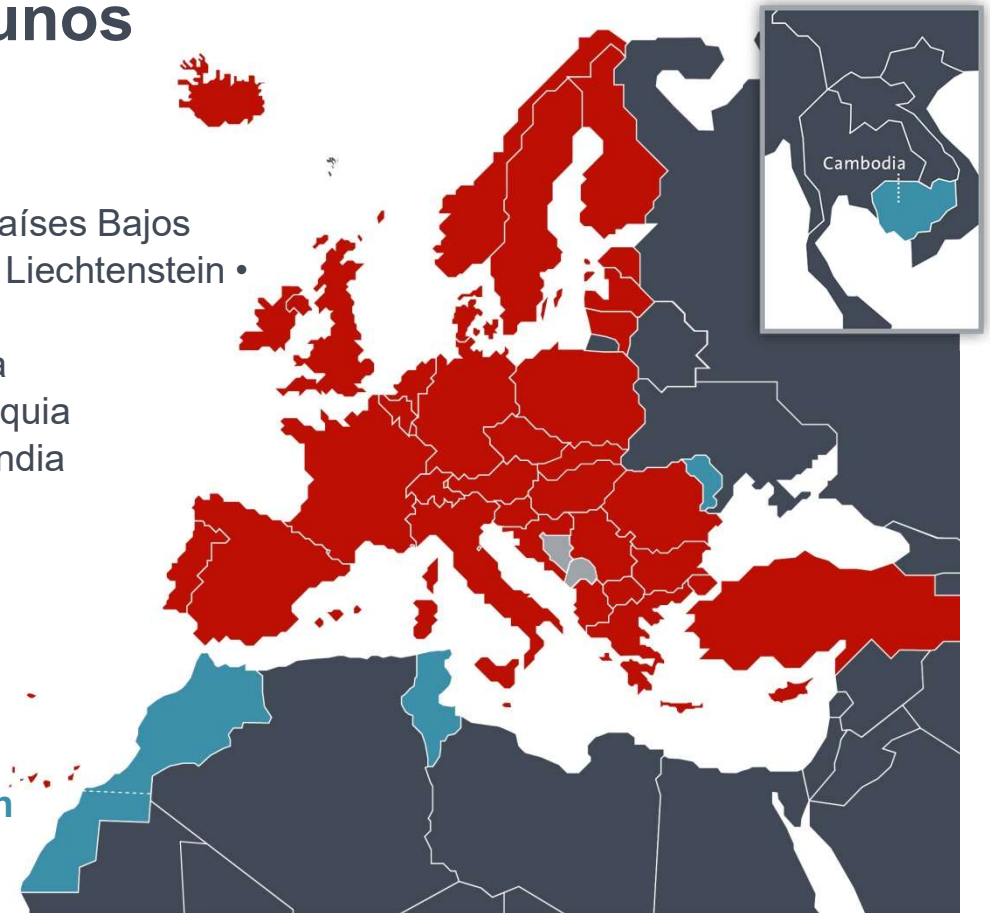 unos
aíses Bajos
Liechtenstein •
a
quia
ndia
n
Cambodia